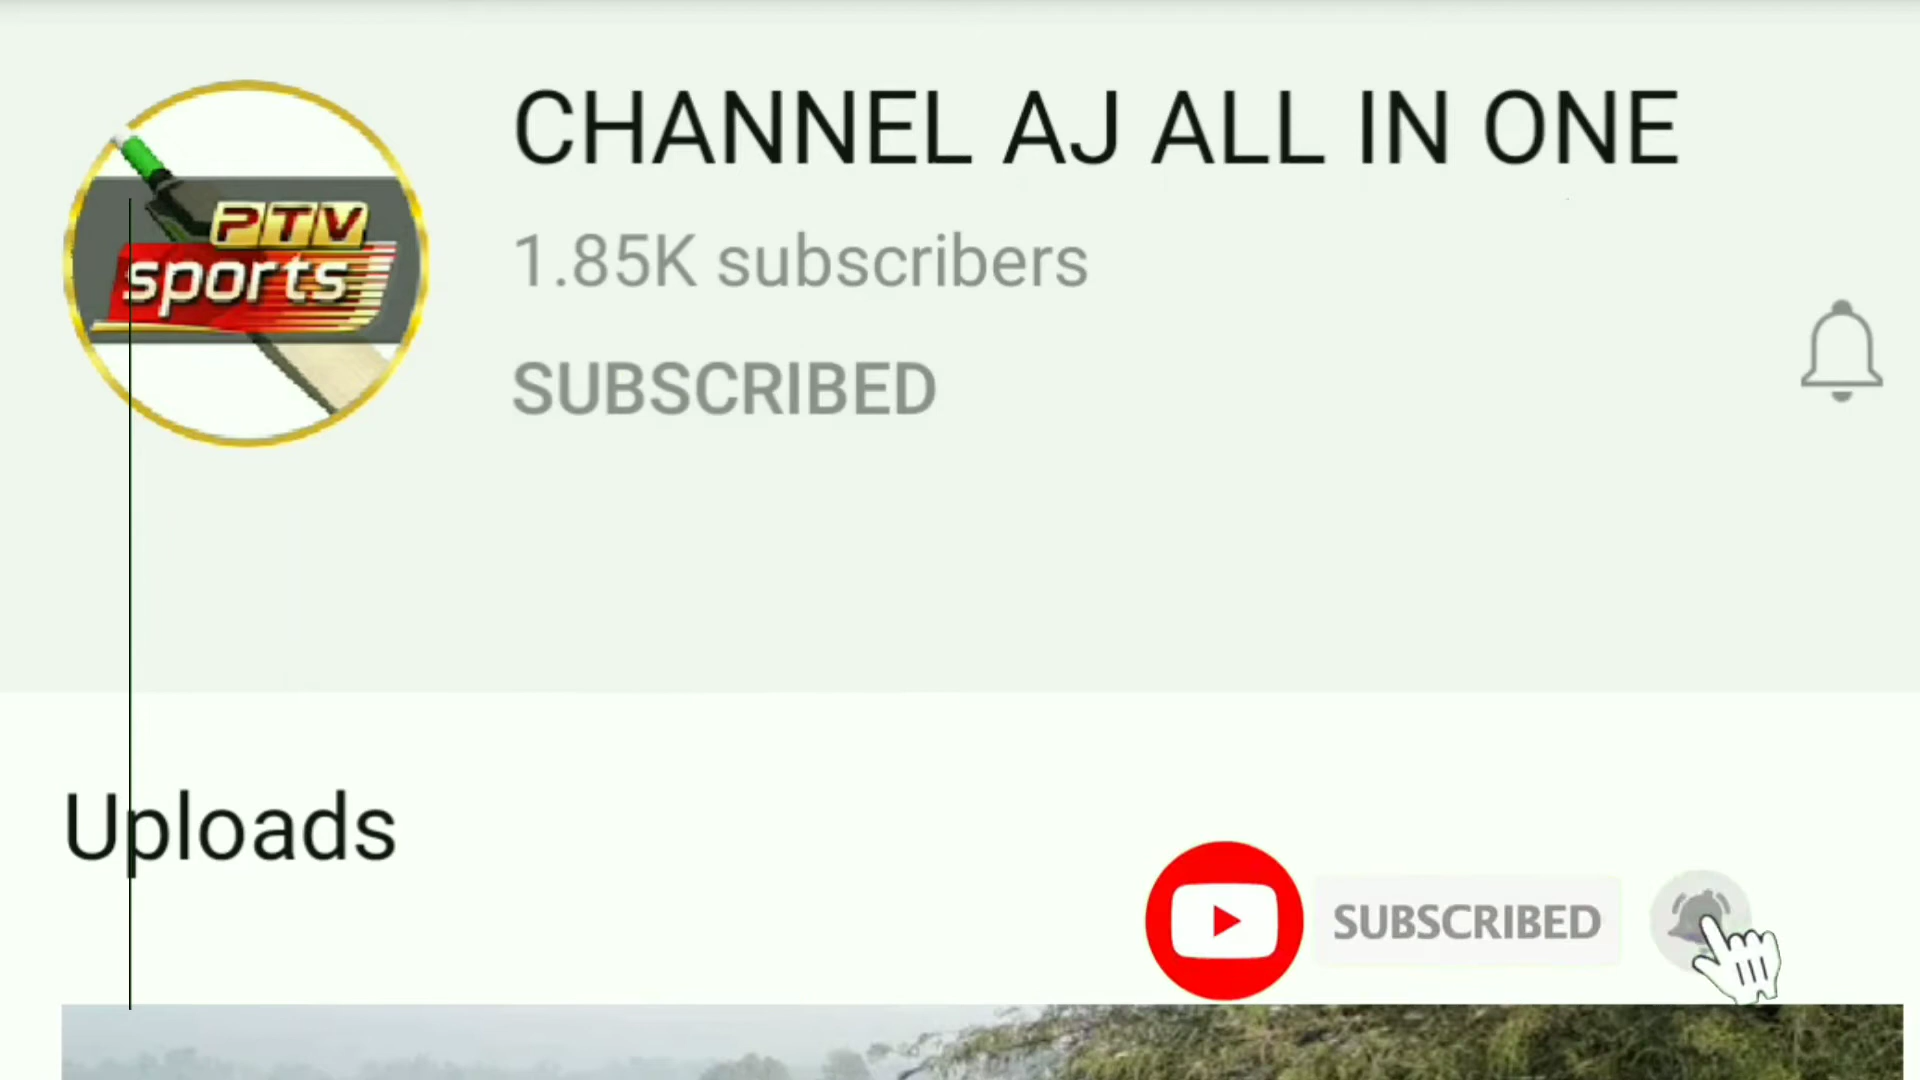 CHANNEL AJ ALL IN ONE
PTV
sports
1.85K subscribers
SUBSCRIBED
Uploads
SUBSCRIBED